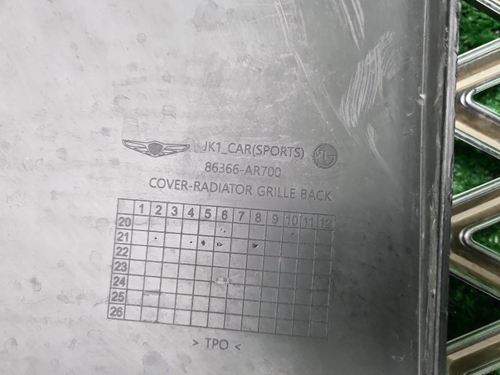 JK1_CAR(SPORTS)
86366-AR700
COVER-RADIATOR GRILLE BACK
1 2 3 4 5 6 7 8 9 10 11 12
20
21
22
23
24
25
26
> TPO <